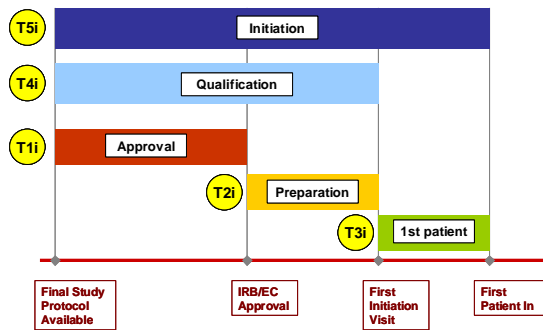 T5i
Initiation
T4i
Qualification
T1i
Approval
T2i
Preparation
T3i
1st patient
Final Study
Protocol
Available
IRB/EC
Approval
First
Initiation
Visit
First
Patient In